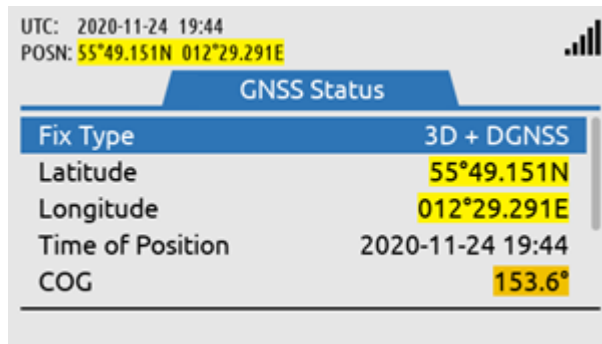 UTC: 2020-11-24 19:44
POSN: 55°49.151N 012°29.291E
GNSS Status
Fix Type 3D + DGNSS
Latitude 55°49.151N
Longitude 012°29.291E
Time of Position 2020-11-24 19:44
COG 153.6°